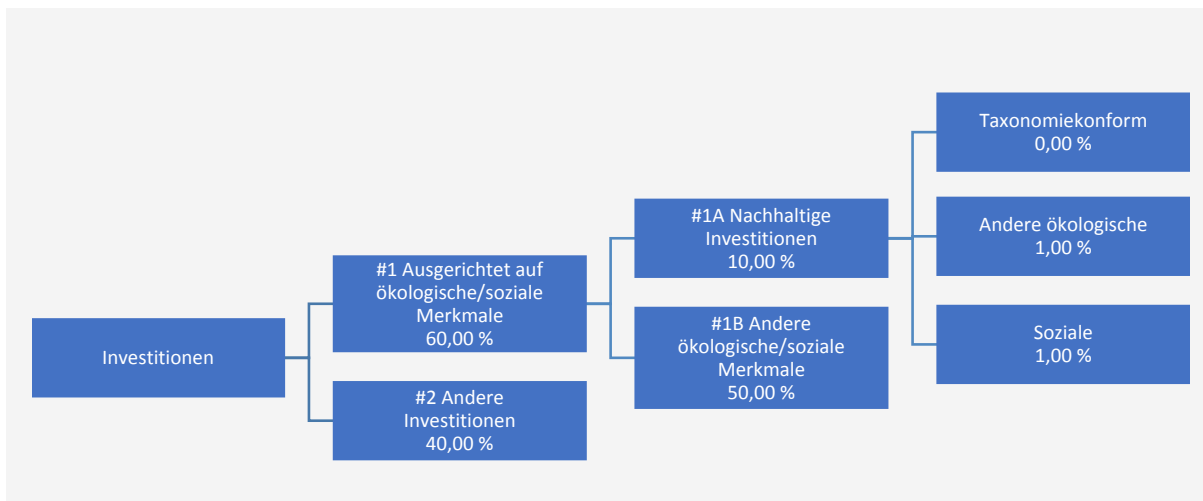 Investitionen
#1 Ausgerichtet auf
ökologische/soziale
Merkmale
60,00 %
#2 Andere
Investitionen
40,00 %
#1A Nachhaltige
Investitionen
10,00 %
#1B Andere
ökologische/soziale
Merkmale
50,00 %
Taxonomiekonform
0,00 %
Andere ökologische
1,00 %
Soziale
1,00 %